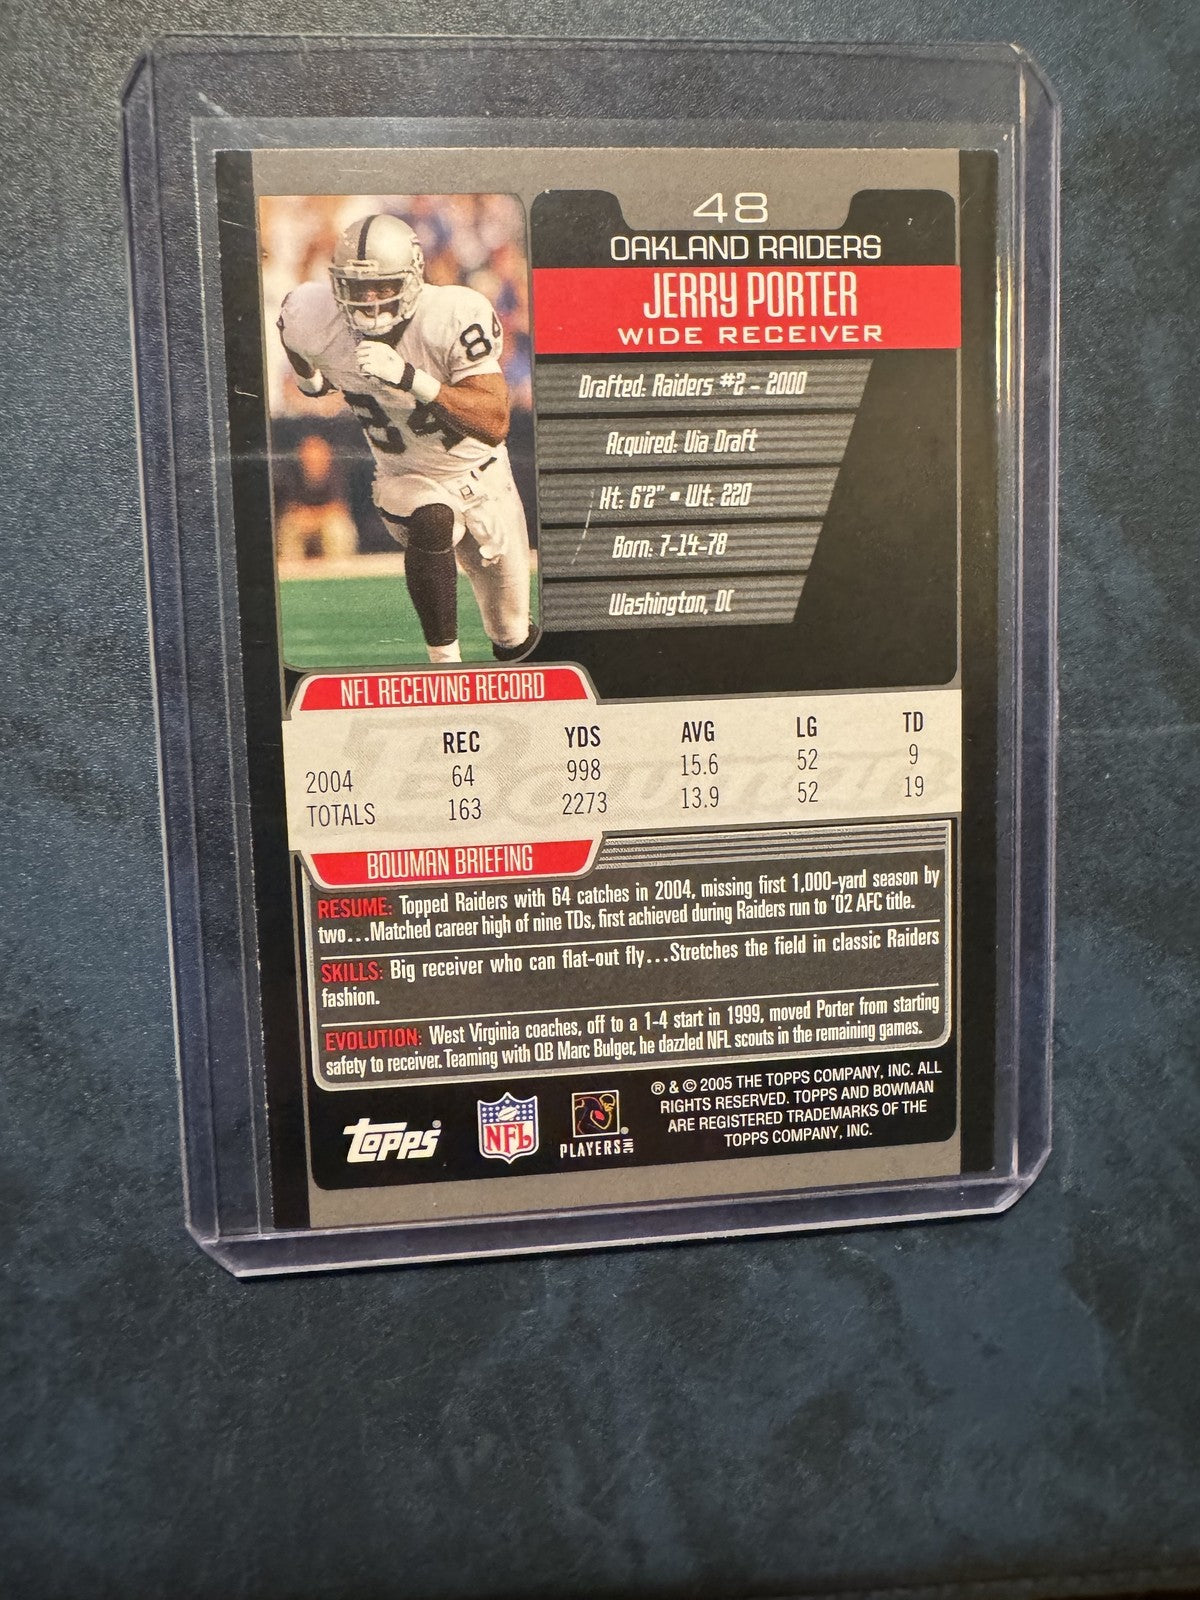 48
OAKLAND RAIDERS
JERRY PORTER
WIDE RECEIVER
84
84
Drafted: Raiders #2 - 2000
Acquired: Via Draft
Ht: 6'2" ▪ Wt: 220
Born: 7-14-78
Washington, DC
NFL RECEIVING RECORD
REC YDS AVG LG TD
2004 64 998 15.6 52 9
TOTALS 163 2273 13.9 52 19
Bowman
BOWMAN BRIEFING
RESUME: Topped Raiders with 64 catches in 2004, missing first 1,000-yard season by
two...Matched career high of nine TDs, first achieved during Raiders run to '02 AFC title.
SKILLS: Big receiver who can flat-out fly...Stretches the field in classic Raiders
fashion.
EVOLUTION: West Virginia coaches, off to a 1-4 start in 1999, moved Porter from starting
safety to receiver. Teaming with QB Marc Bulger, he dazzled NFL scouts in the remaining games.
topps®
NFL
PLAYERS INC
® & © 2005 THE TOPPS COMPANY, INC. ALL
RIGHTS RESERVED. TOPPS AND BOWMAN
ARE REGISTERED TRADEMARKS OF THE
TOPPS COMPANY, INC.